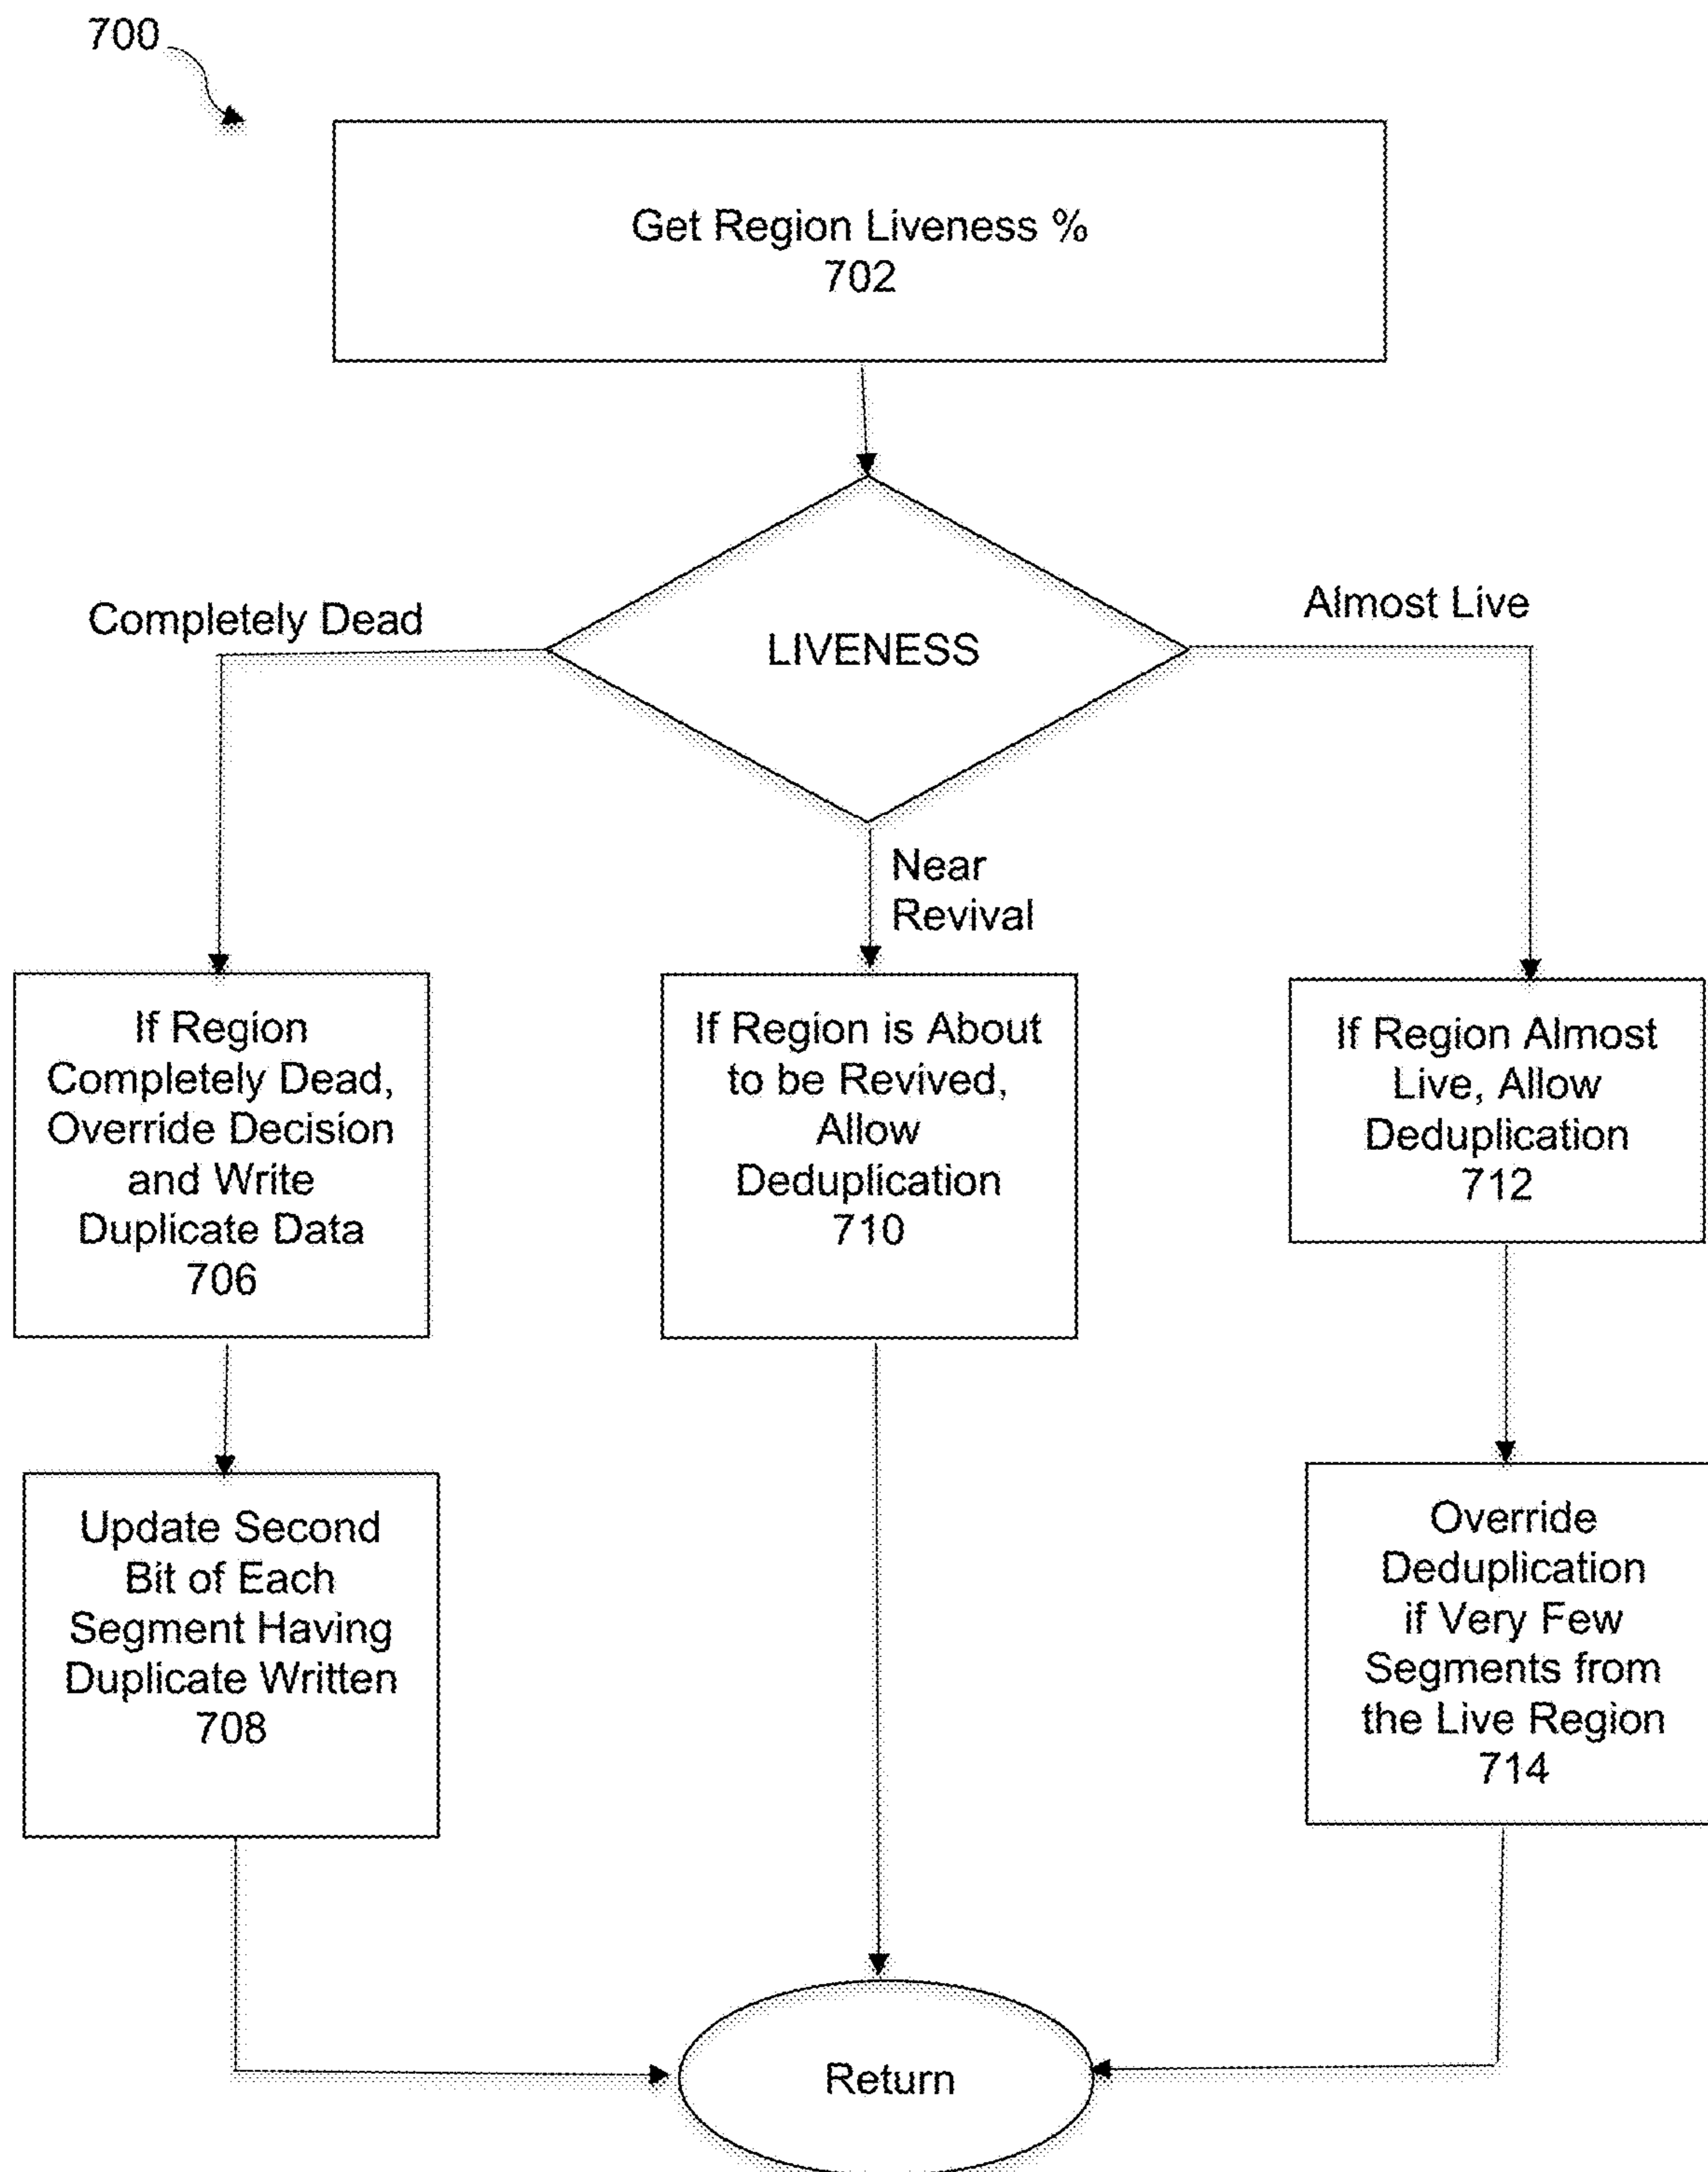 700
Get Region Liveness %
702
Completely Dead
LIVENESS
Almost Live
Near
Revival
If Region
Completely Dead,
Override Decision
and Write
Duplicate Data
706
If Region is About
to be Revived,
Allow
Deduplication
710
If Region Almost
Live, Allow
Deduplication
712
Update Second
Bit of Each
Segment Having
Duplicate Written
708
Override
Deduplication
if Very Few
Segments from
the Live Region
714
Return